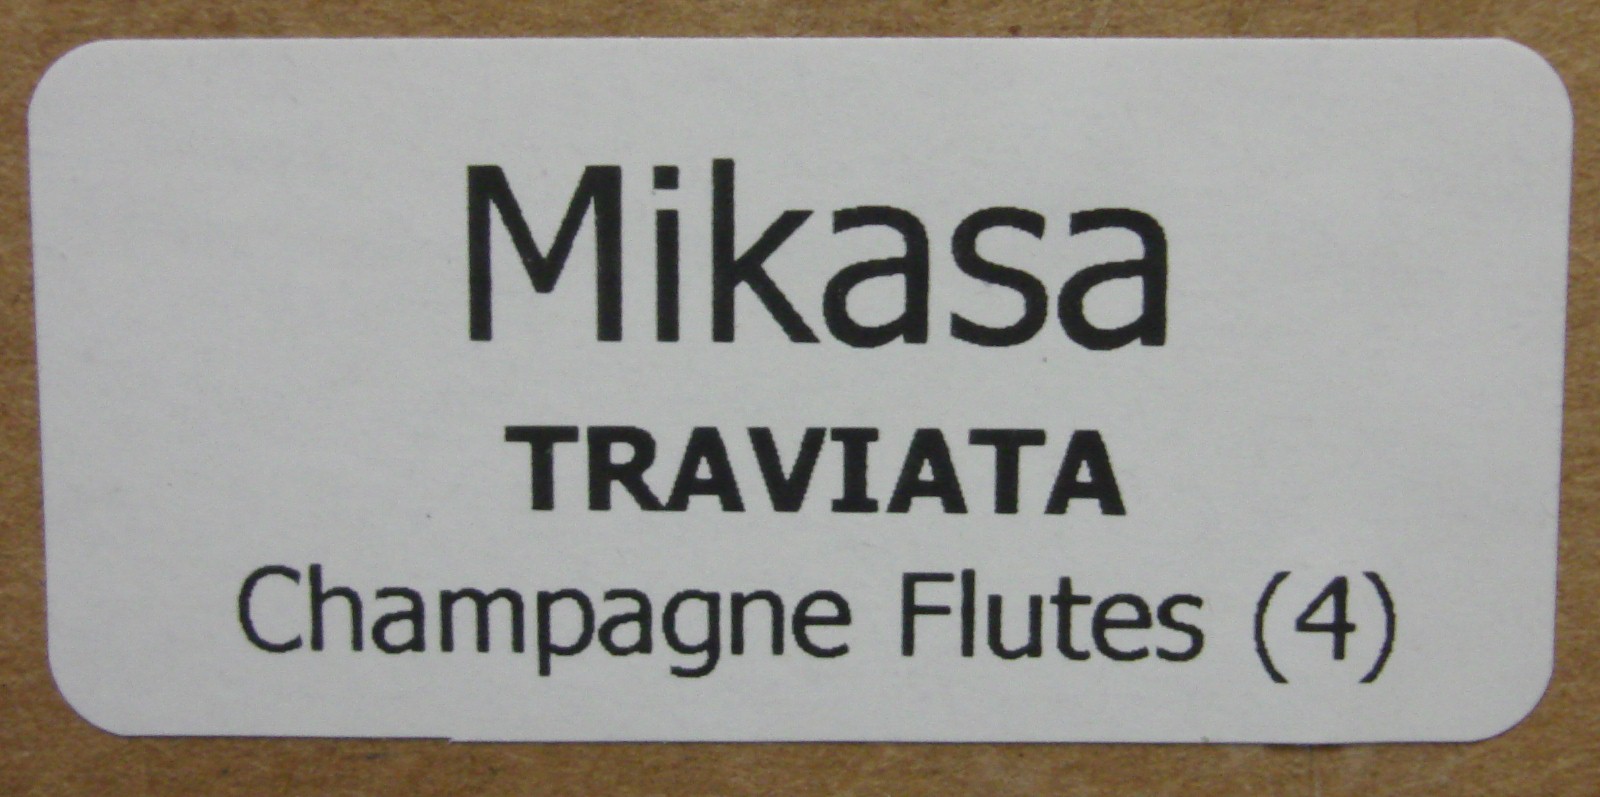 Mikasa
TRAVIATA
Champagne Flutes (4)